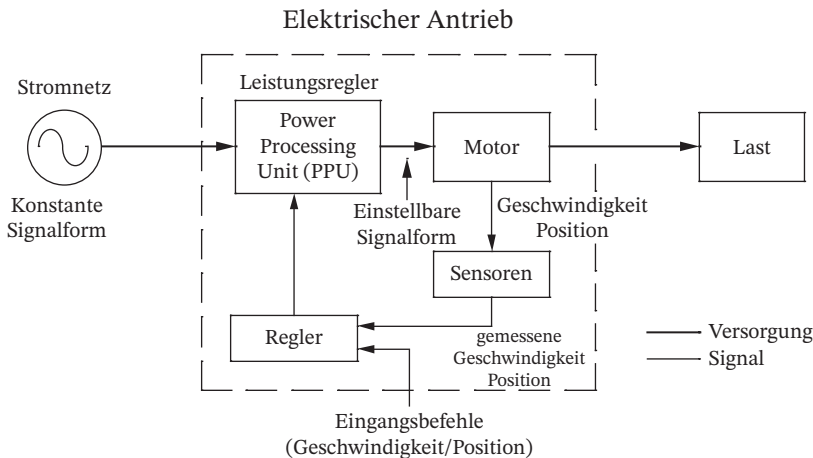 Elektrischer Antrieb
Stromnetz
Leistungsregler
Power
Processing
Unit (PPU)
Motor
Last
Konstante
Signalform
Einstellbare
Signalform
Geschwindigkeit
Position
Sensoren
Regler
gemessene
Geschwindigkeit
Position
Versorgung
Signal
Eingangsbefehle
(Geschwindigkeit/Position)